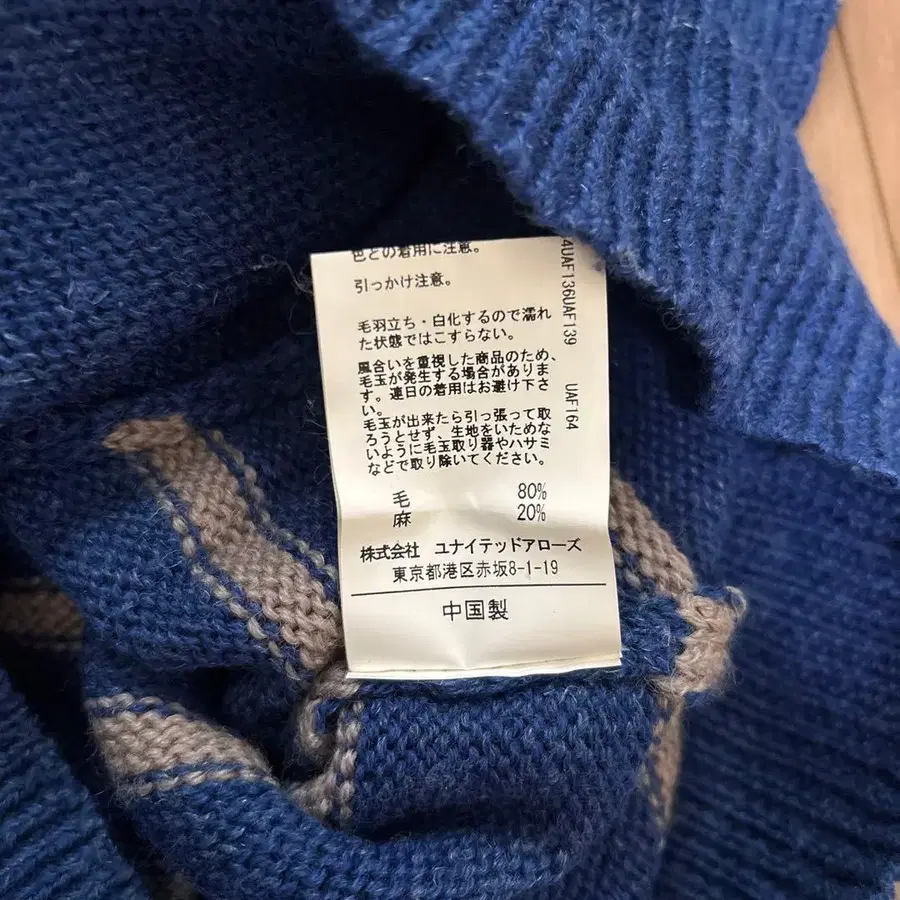 色との着用に注意。
引っかけ注意。
毛羽立ち・白化するので濡れ
た状態ではこすらない。
風合いを重視した商品のため、
毛玉が発生する場合がありま
す。連日の着用はお避け下さ
い。
毛玉が出来たら引っ張って取
ろうとせず、生地をいためな
いように毛玉取り器やハサミ
などで取り除いてください。
毛 80%
麻 20%
株式会社 ユナイテッドアローズ
東京都港区赤坂8-1-19
中国製
4UAF136UAF139 UAF164